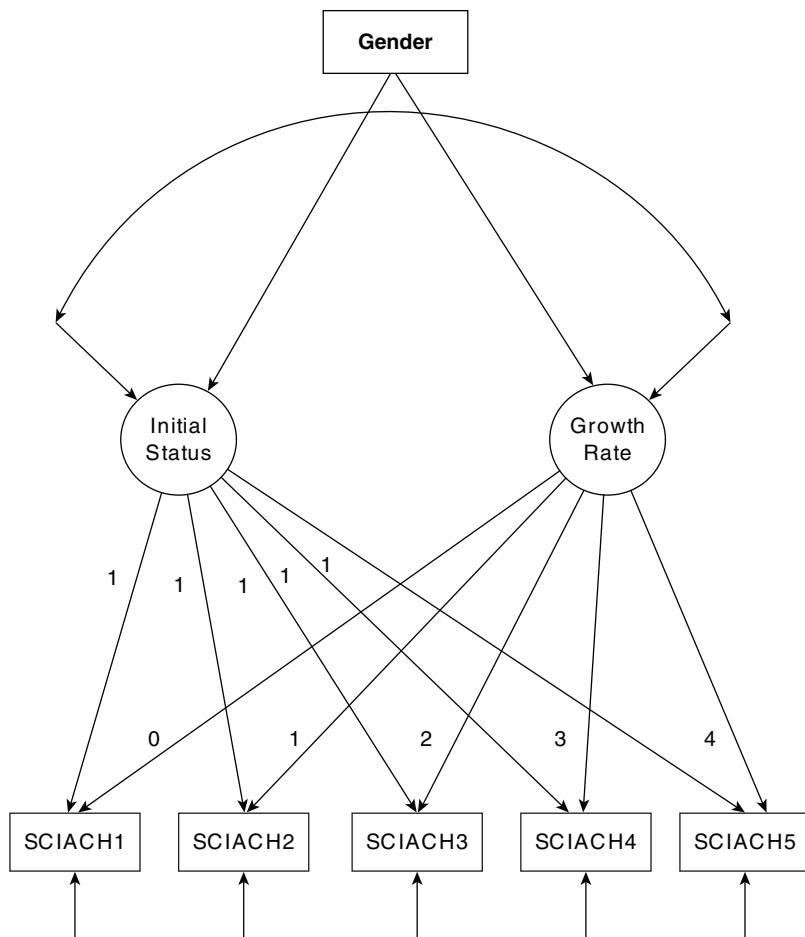 Gender
Initial
Status
Growth
Rate
1
1
1
1
1
0
1
2
3
4
SCIACH1
SCIACH2
SCIACH3
SCIACH4
SCIACH5